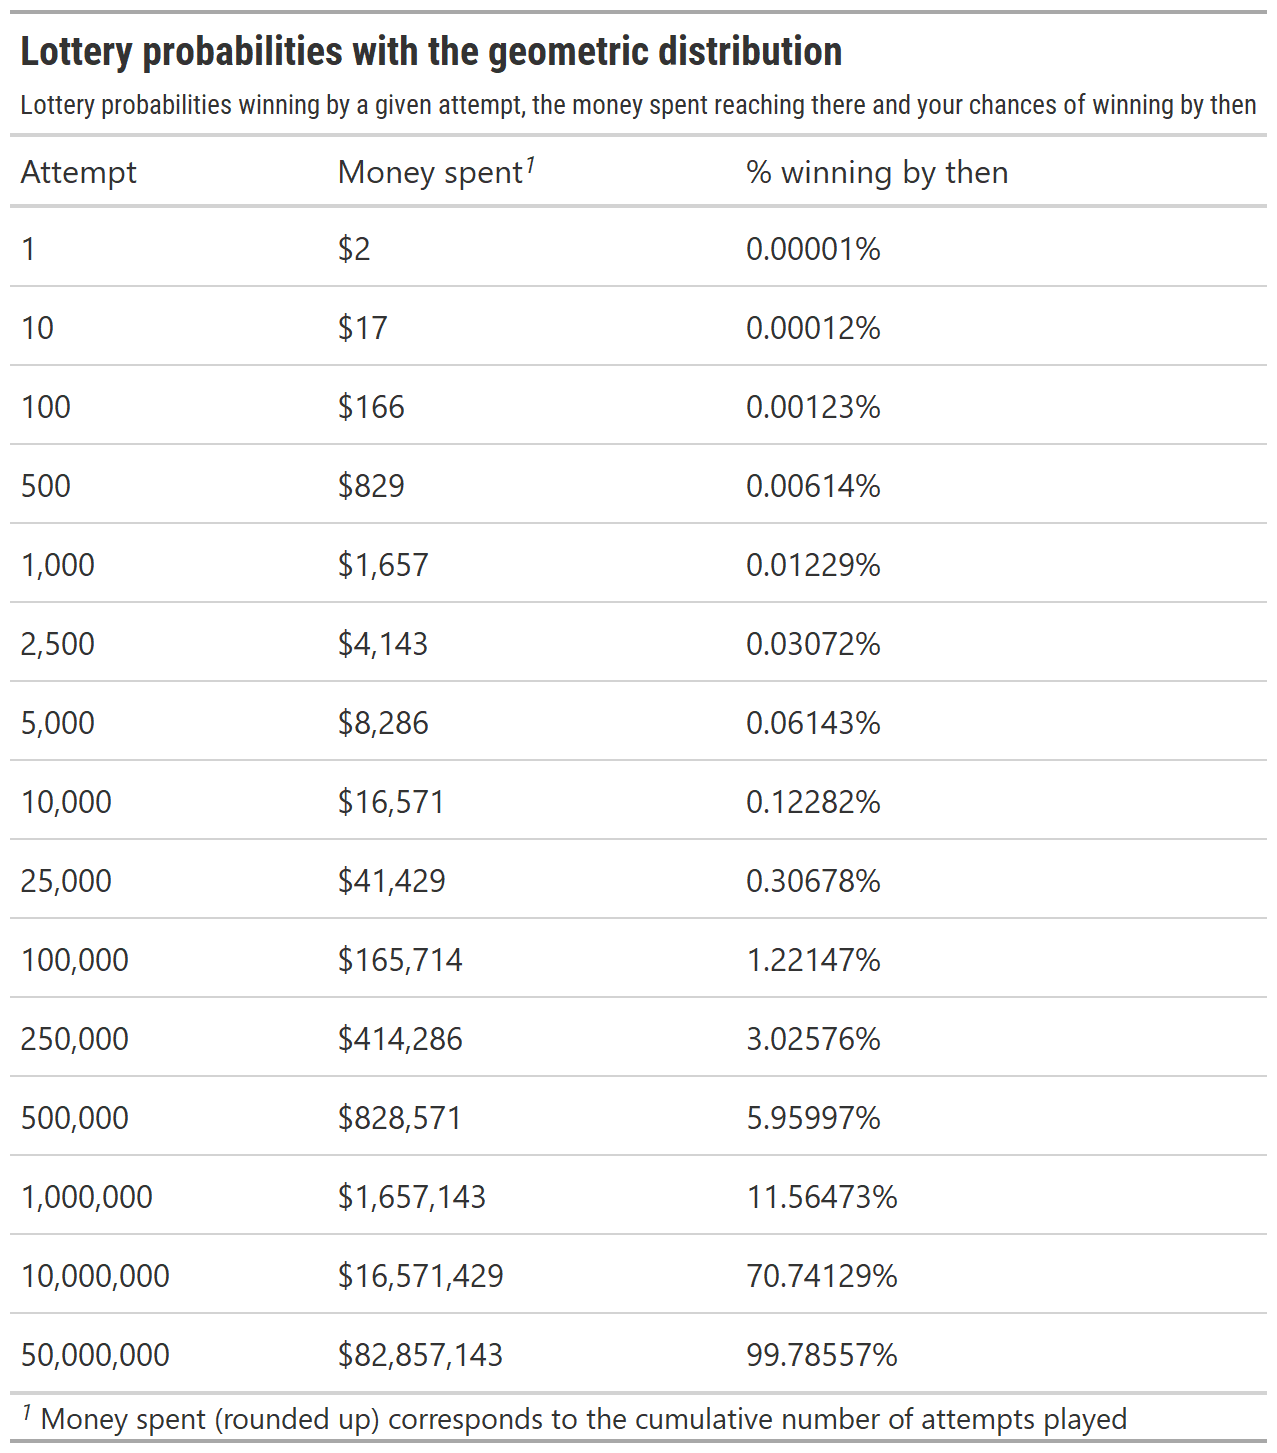 Lottery probabilities with the geometric distribution
Lottery probabilities winning by a given attempt, the money spent reaching there and your chances of winning by then
Attempt Money spent¹ % winning by then
1 $2 0.00001%
10 $17 0.00012%
100 $166 0.00123%
500 $829 0.00614%
1,000 $1,657 0.01229%
2,500 $4,143 0.03072%
5,000 $8,286 0.06143%
10,000 $16,571 0.12282%
25,000 $41,429 0.30678%
100,000 $165,714 1.22147%
250,000 $414,286 3.02576%
500,000 $828,571 5.95997%
1,000,000 $1,657,143 11.56473%
10,000,000 $16,571,429 70.74129%
50,000,000 $82,857,143 99.78557%
¹ Money spent (rounded up) corresponds to the cumulative number of attempts played